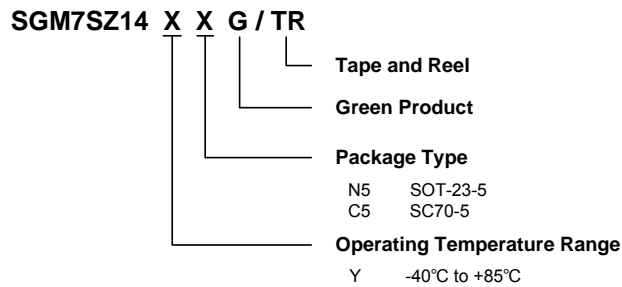 SGM7SZ14 X X G / TR
Tape and Reel
Green Product
Package Type
N5 SOT-23-5
C5 SC70-5
Operating Temperature Range
Y -40℃ to +85℃